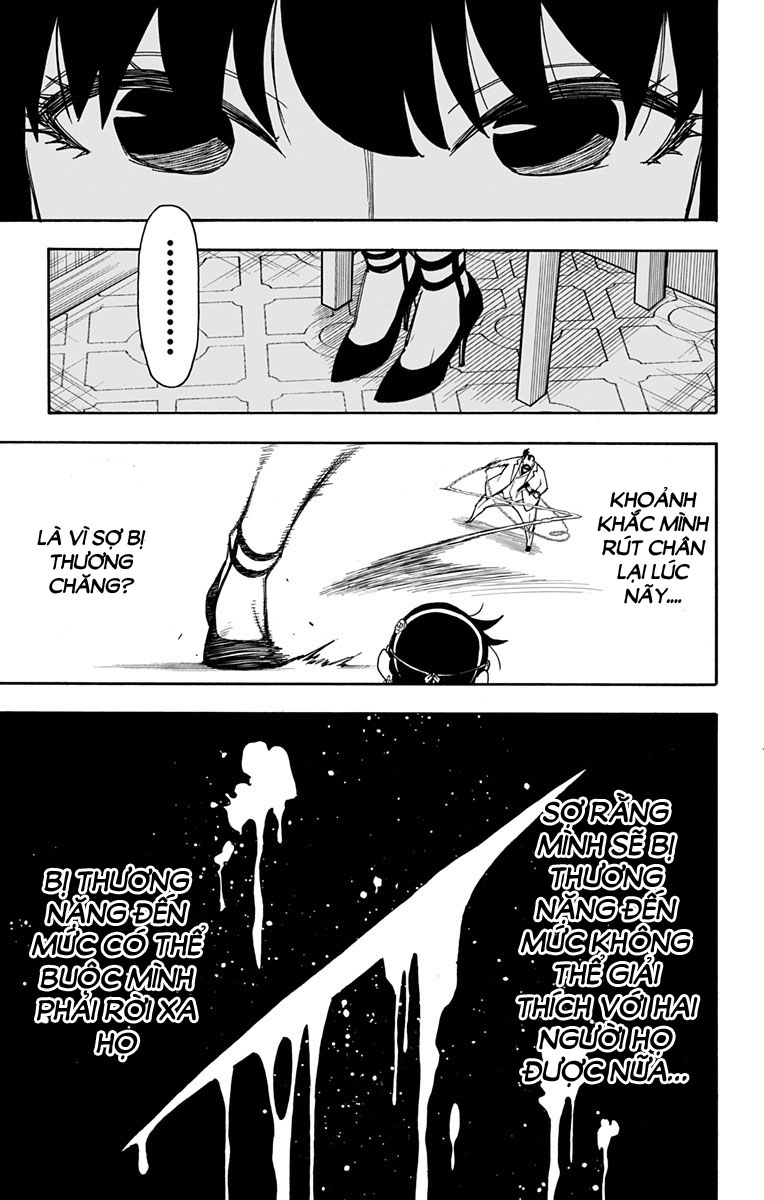 ............
KHOẢNH
KHẮC MÌNH
RÚT CHÂN
LẠI LÚC
NÃY....
LÀ VÌ SỢ BỊ
THƯƠNG
CHĂNG?
SỢ RẰNG
MÌNH SẼ BỊ
THƯƠNG
NẶNG ĐẾN
MỨC KHÔNG
THỂ GIẢI
THÍCH VỚI HAI
NGƯỜI HỌ
ĐƯỢC NỮA...
BỊ THƯƠNG
NẶNG ĐẾN
MỨC CÓ THỂ
BUỘC MÌNH
PHẢI RỜI XA
HỌ